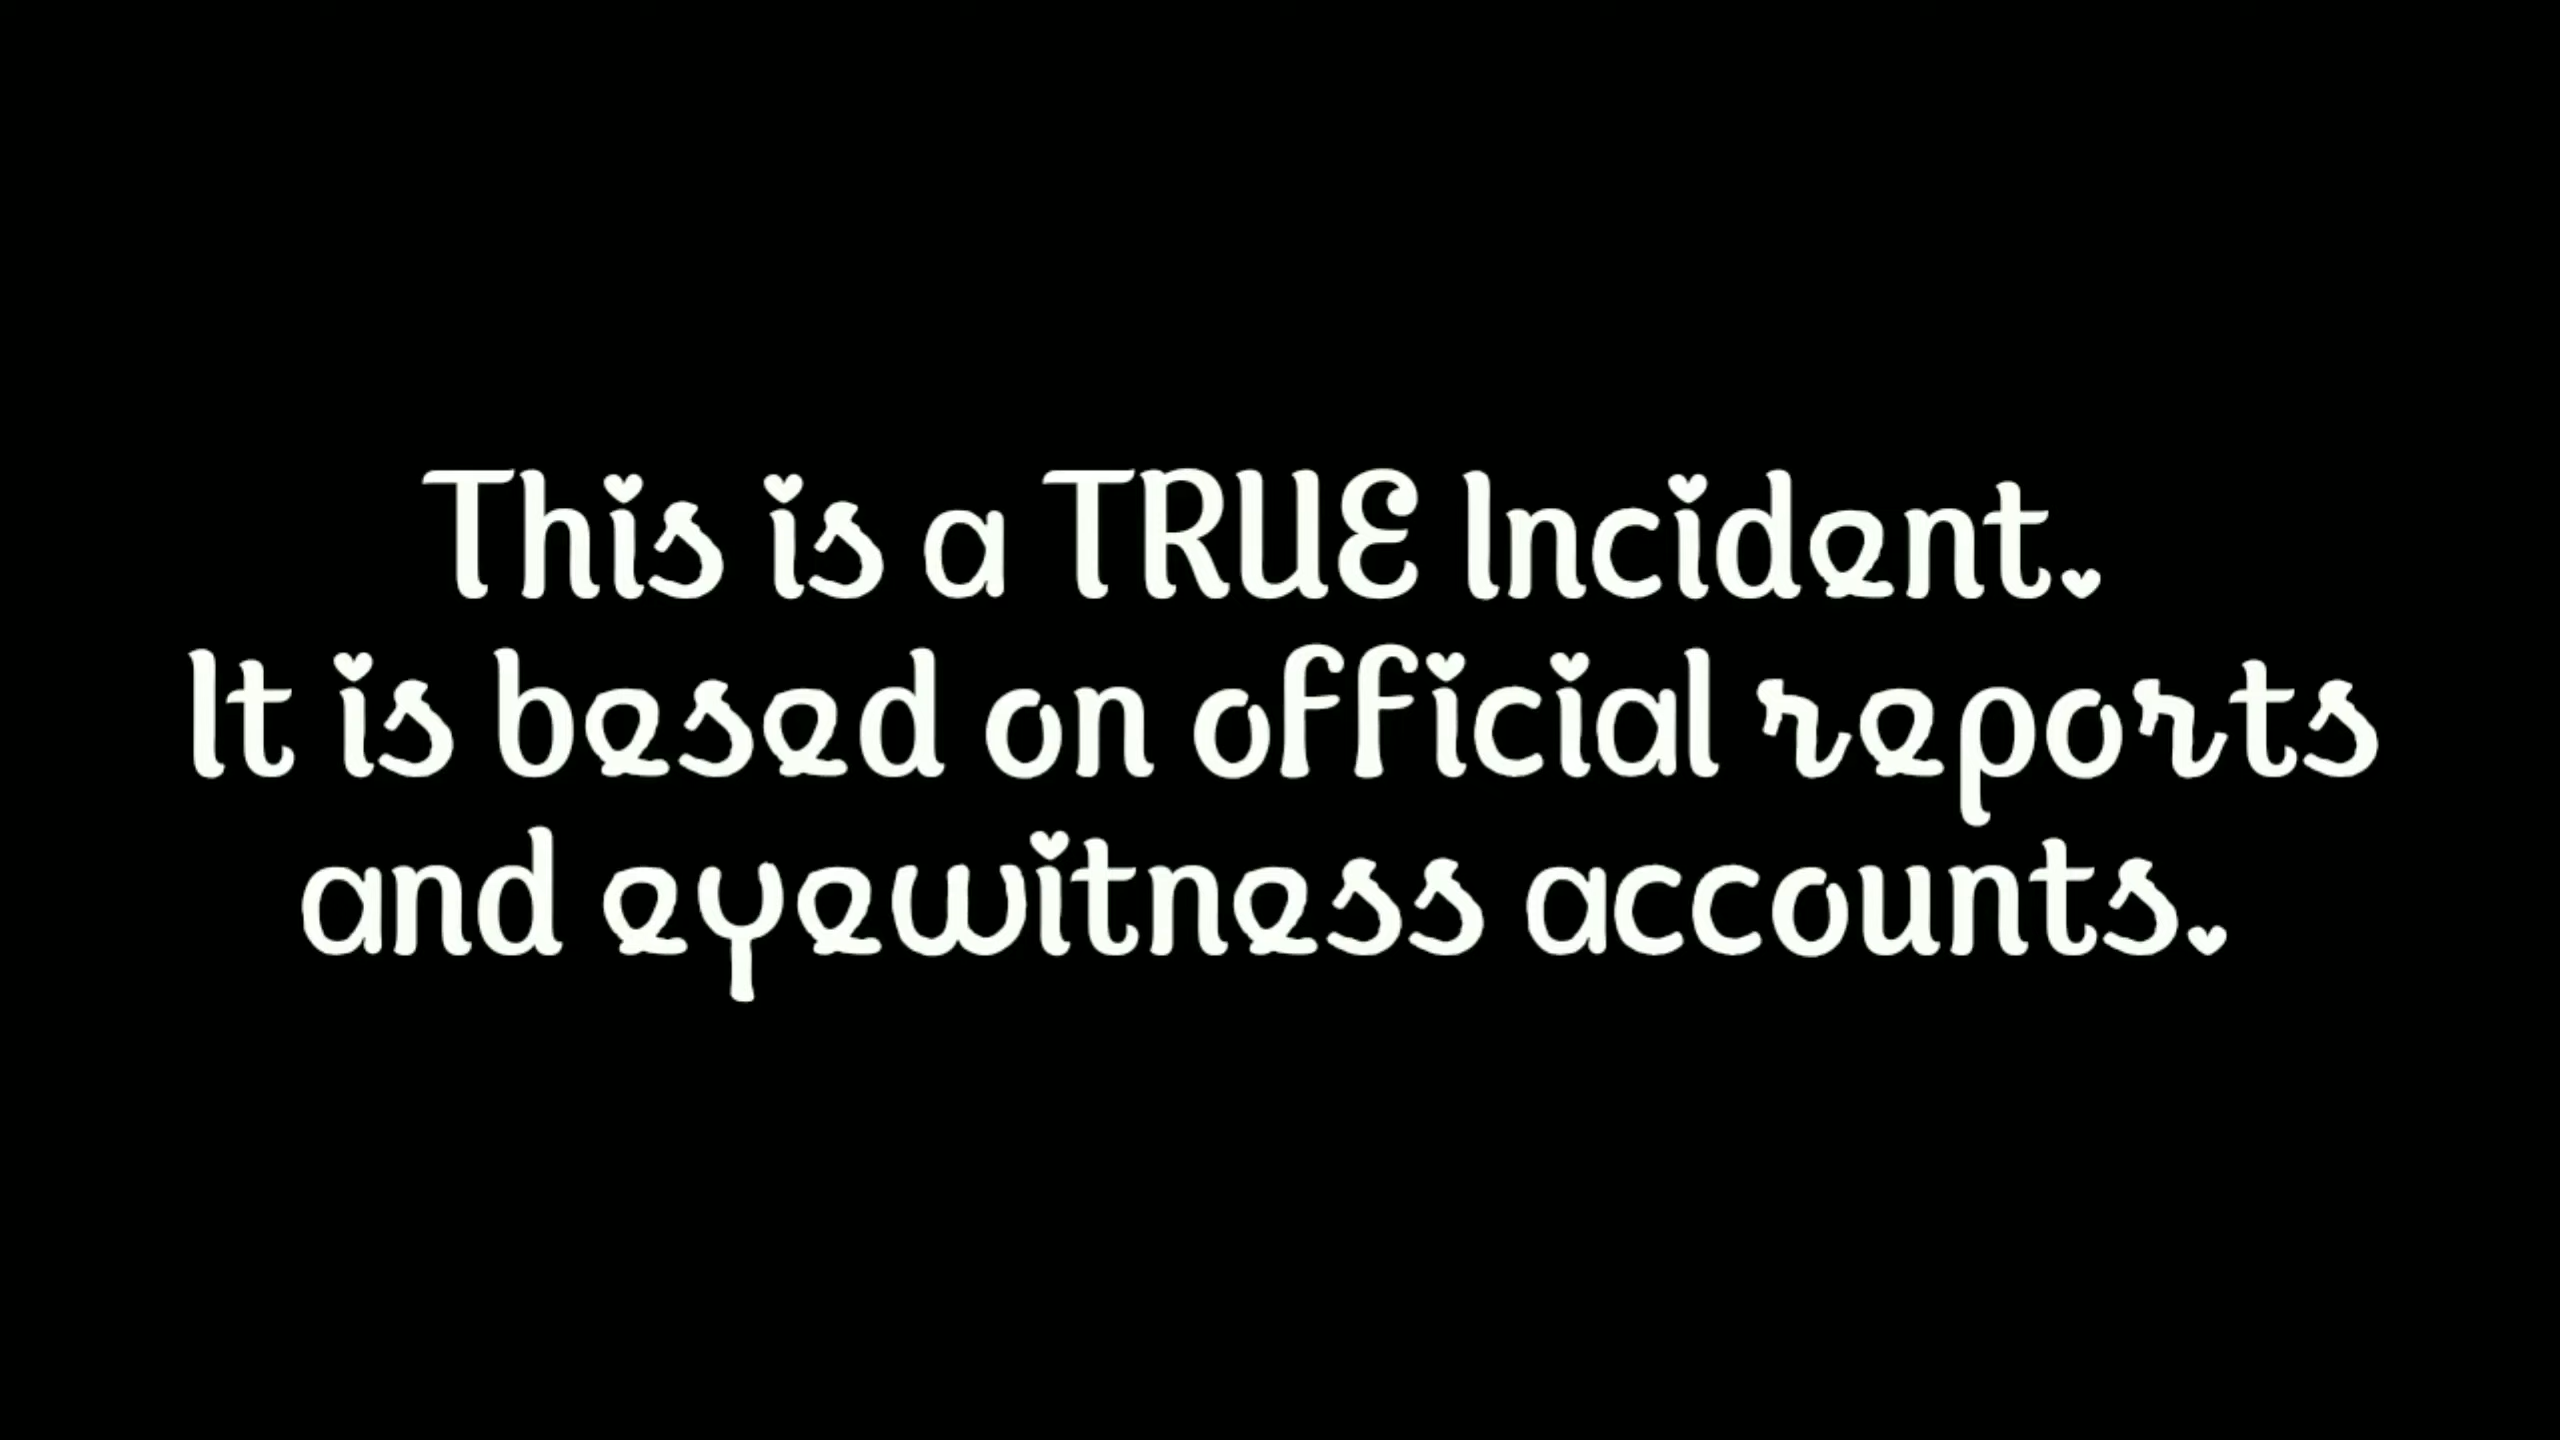 This is a TRUE Incident.
It is besed on official reports
and eyewitness accounts.